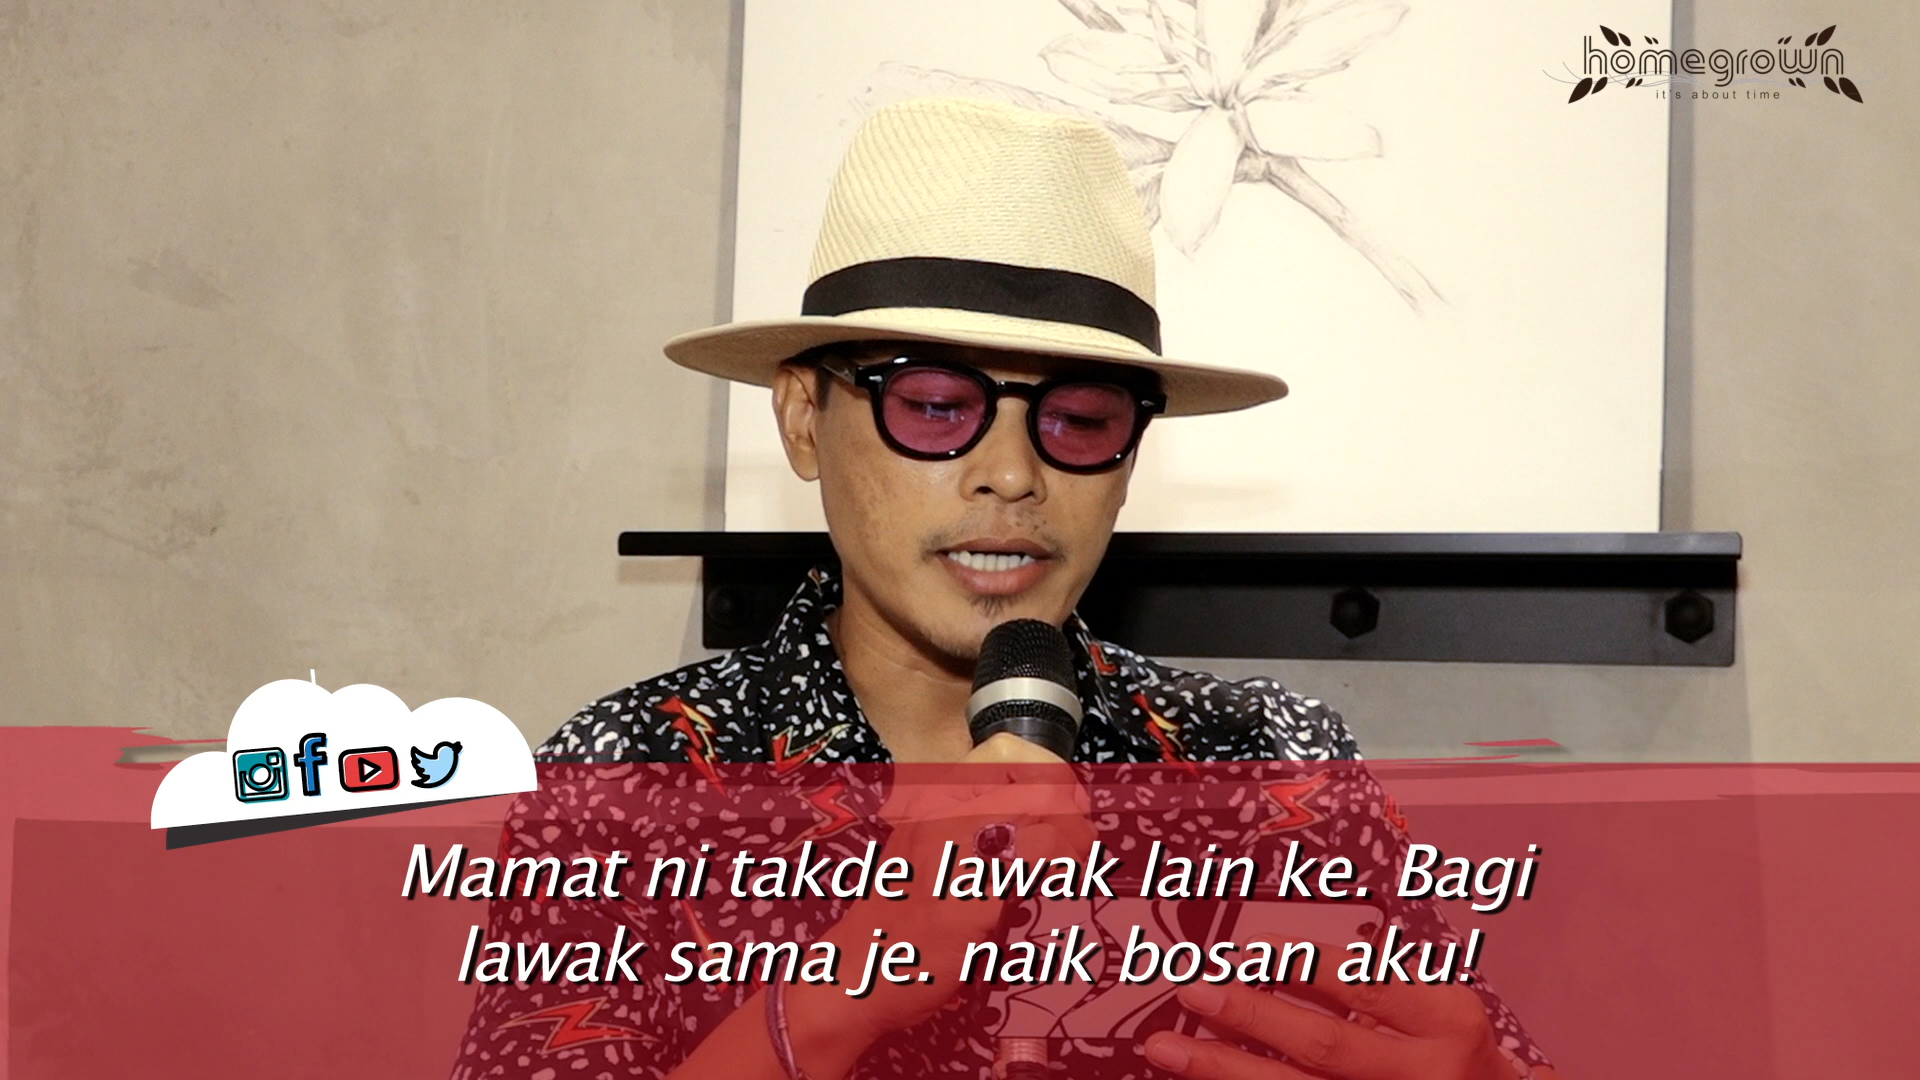 homegrown
it's about time
Mamat ni takde lawak lain ke. Bagi
lawak sama je. naik bosan aku!